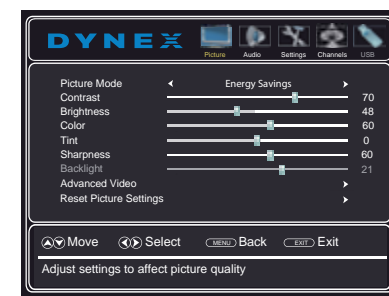 DYNEX
Picture Audio Settings Channels USB
Picture Mode Energy Savings
Contrast 70
Brightness 48
Color 60
Tint 0
Sharpness 60
Backlight 21
Advanced Video
Reset Picture Settings
Move Select MENU Back EXIT Exit
Adjust settings to affect picture quality